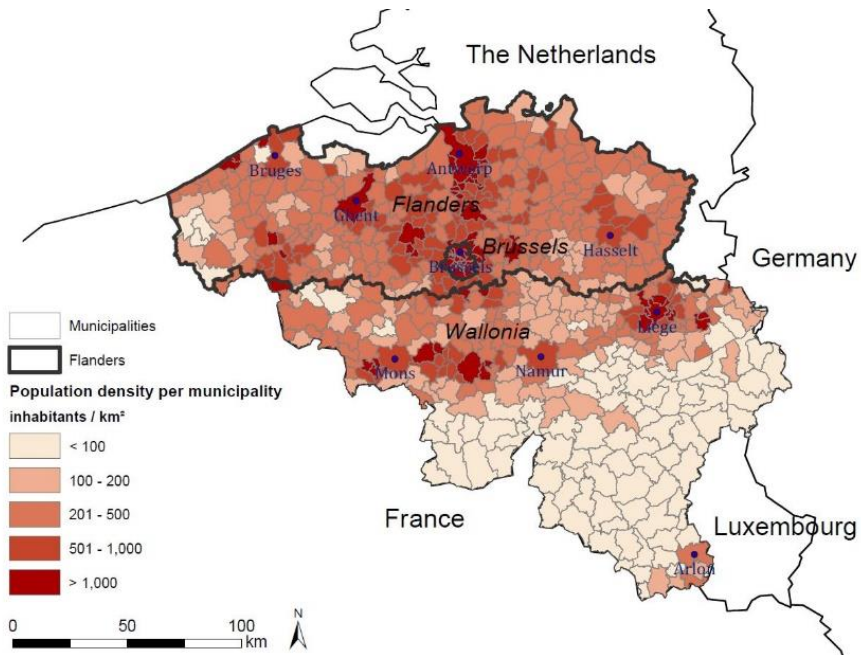 The Netherlands
Bruges
Antwerp
Ghent
Flanders
Brussels
Brussels
Hasselt
Germany
Municipalities
Flanders
Wallonia
Liège
Mons
Namur
Population density per municipality
inhabitants / km²
< 100
100 - 200
201 - 500
501 - 1,000
> 1,000
France
Luxembourg
Arlon
0 50 100
km
N